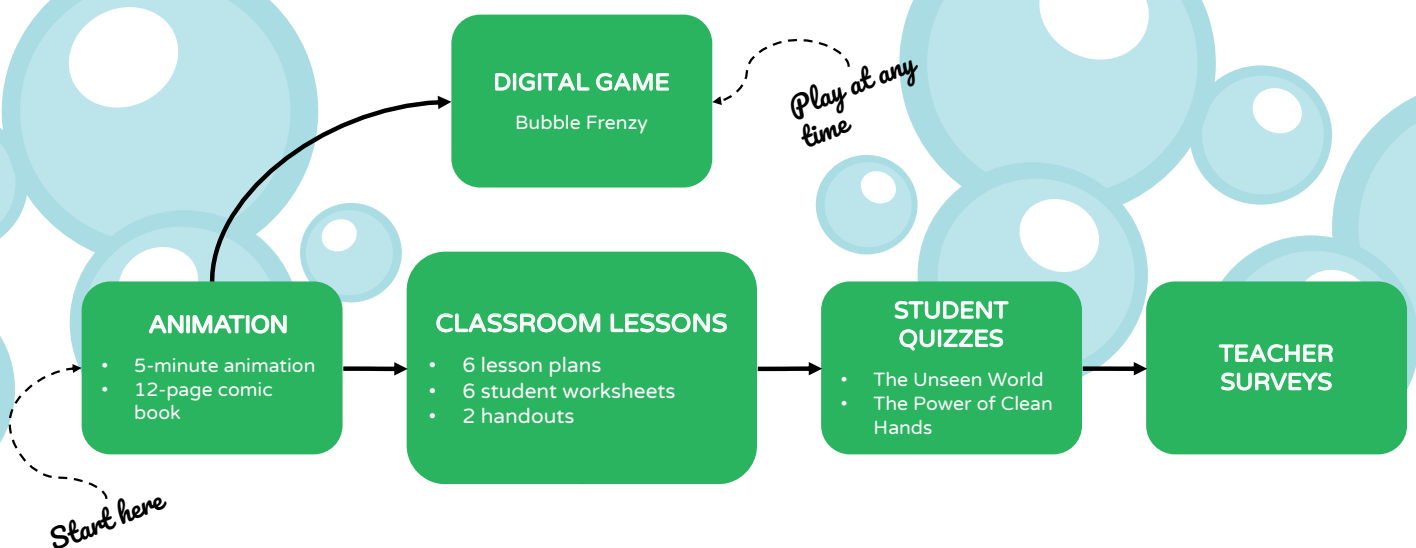 DIGITAL GAME
Bubble Frenzy
Play at any
time
ANIMATION
• 5-minute animation
• 12-page comic
book
CLASSROOM LESSONS
• 6 lesson plans
• 6 student worksheets
• 2 handouts
STUDENT
QUIZZES
• The Unseen World
• The Power of Clean
Hands
TEACHER
SURVEYS
Start here